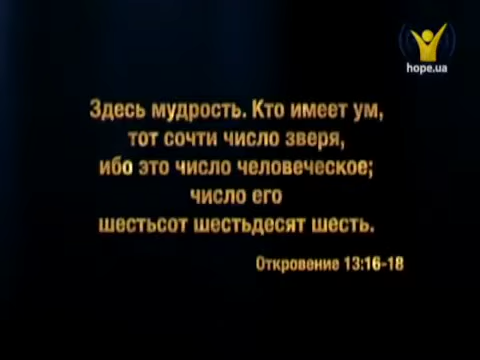 hope.ua
Здесь мудрость. Кто имеет ум,
тот сочти число зверя,
ибо это число человеческое;
число его
шестьсот шестьдесят шесть.
Откровение 13:16-18